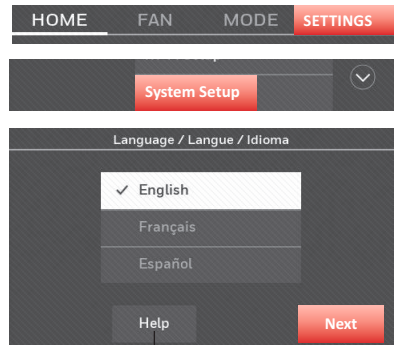 HOME FAN MODE SETTINGS
System Setup
Language / Langue / Idioma
✓ English
Français
Español
Help Next